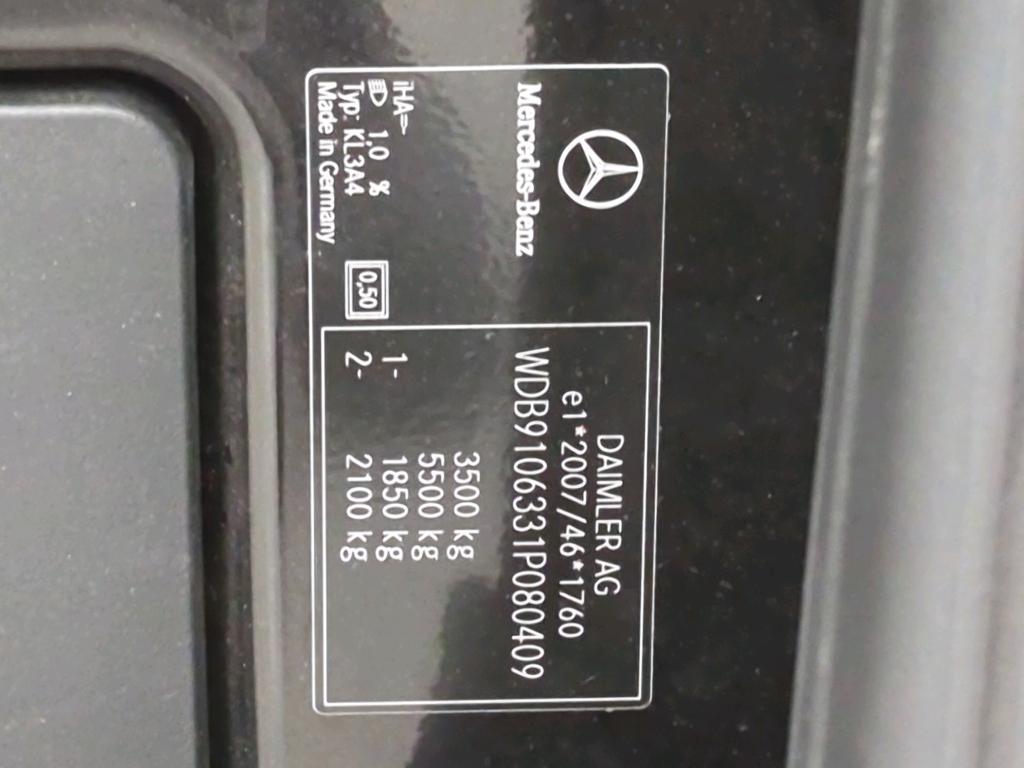 Mercedes-Benz
DAIMLER AG
e1*2007/46*1760
WDB9106331P080409
3500 kg
5500 kg
1- 1850 kg
2- 2100 kg
iHA=>
1,0 %
Typ: KL3A4
Made in Germany
0,50